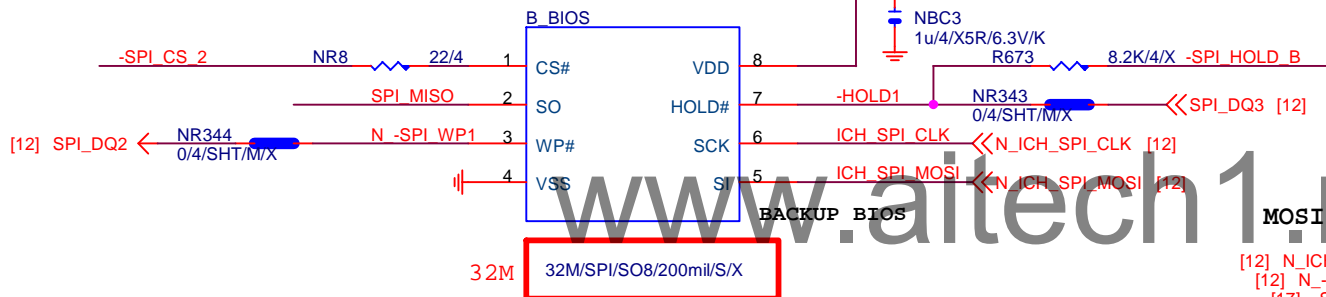 B_BIOS
NBC3
1u/4/X5R/6.3V/K
-SPI_CS_2 NR8 22/4 1 CS# VDD 8
R673 8.2K/4/X -SPI_HOLD_B
SPI_MISO 2 SO HOLD# 7 -HOLD1 NR343 SPI_DQ3 [12]
0/4/SHT/M/X
[12] SPI_DQ2 NR344 N_-SPI_WP1 3 WP# SCK 6 ICH_SPI_CLK N_ICH_SPI_CLK [12]
0/4/SHT/M/X
4 VSS SI 5 ICH_SPI_MOSI N_ICH_SPI_MOSI [12]
www.aitech1.
BACKUP BIOS
MOSI
32M 32M/SPI/SO8/200mil/S/X
[12] N_ICI
[12] N_-
[17]